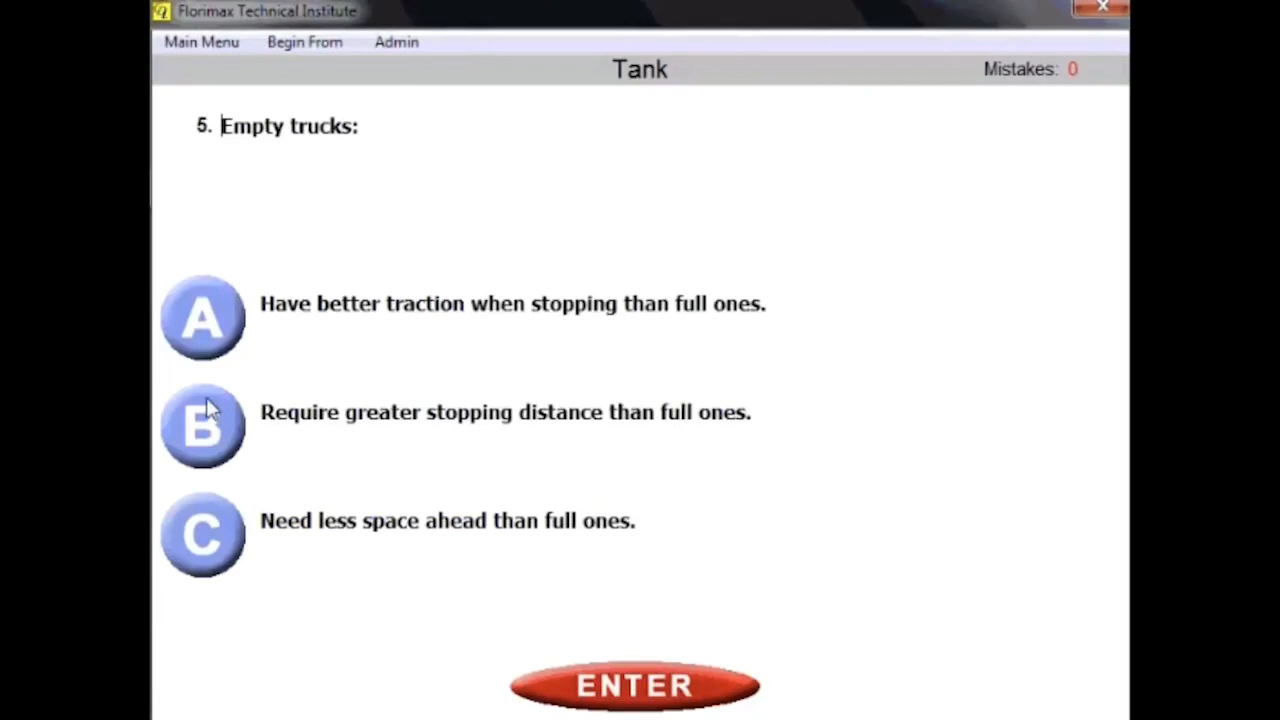 Florimax Technical Institute
X
Main Menu Begin From Admin
Tank Mistakes: 0
5. Empty trucks:
A Have better traction when stopping than full ones.
B Require greater stopping distance than full ones.
C Need less space ahead than full ones.
ENTER